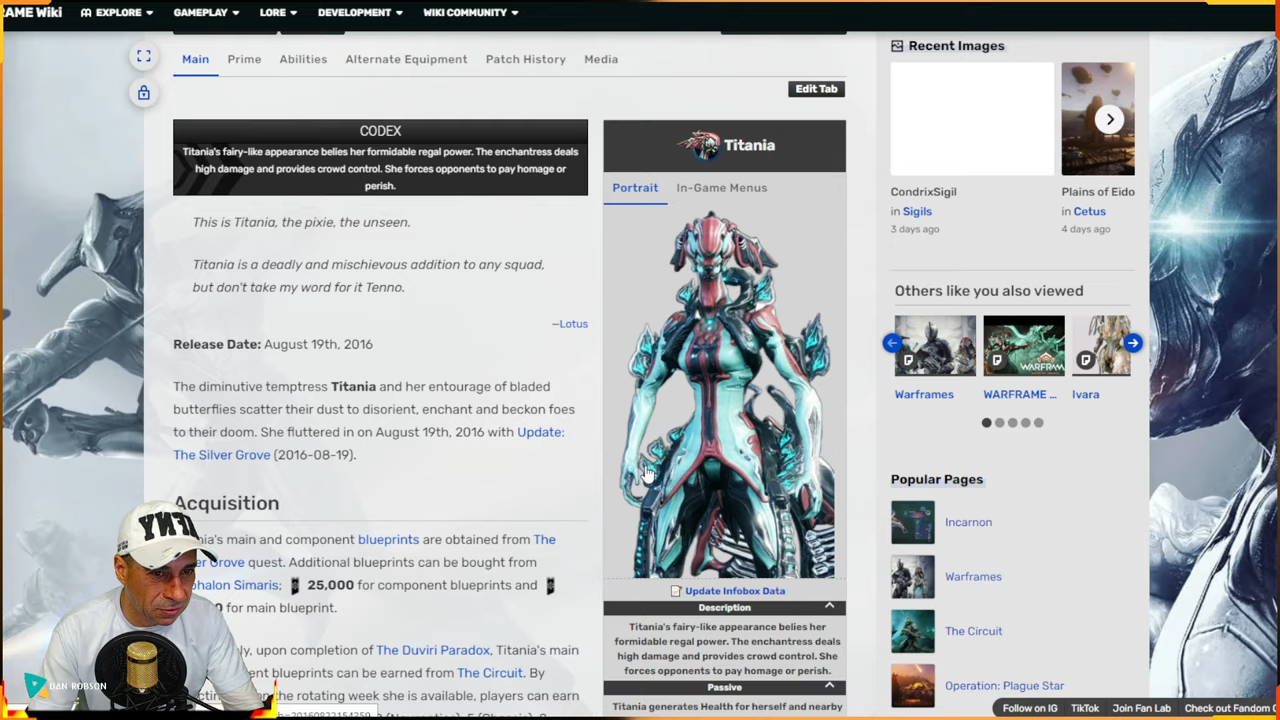 RAME Wiki
EXPLORE
GAMEPLAY
LORE
DEVELOPMENT
WIKI COMMUNITY
Main
Prime
Abilities
Alternate Equipment
Patch History
Media
Edit Tab
CODEX
Titania's fairy-like appearance belies her formidable regal power. The enchantress deals
high damage and provides crowd control. She forces opponents to pay homage or
perish.
This is Titania, the pixie, the unseen.
Titania is a deadly and mischievous addition to any squad,
but don't take my word for it Tenno.
—Lotus
Release Date: August 19th, 2016
The diminutive temptress Titania and her entourage of bladed
butterflies scatter their dust to disorient, enchant and beckon foes
to their doom. She fluttered in on August 19th, 2016 with Update:
The Silver Grove (2016-08-19).
Acquisition
nia's main and component blueprints are obtained from The
er Grove quest. Additional blueprints can be bought from
phalon Simaris; 25,000 for component blueprints and
0 for main blueprint.
ly, upon completion of The Duviri Paradox, Titania's main
ent blueprints can be earned from The Circuit. By
the rotating week she is available, players can earn
Titania
Portrait
In-Game Menus
Update Infobox Data
Description
Titania's fairy-like appearance belies her
formidable regal power. The enchantress deals
high damage and provides crowd control. She
forces opponents to pay homage or perish.
Passive
Titania generates Health for herself and nearby
Recent Images
CondrixSigil
in Sigils
3 days ago
Plains of Eido
in Cetus
4 days ago
Others like you also viewed
WARFRAM
Warframes
WARFRAME ...
Ivara
Popular Pages
Incarnon
Warframes
The Circuit
Operation: Plague Star
Follow on IG
TikTok
Join Fan Lab
Check out Fandom
DAN ROBSON